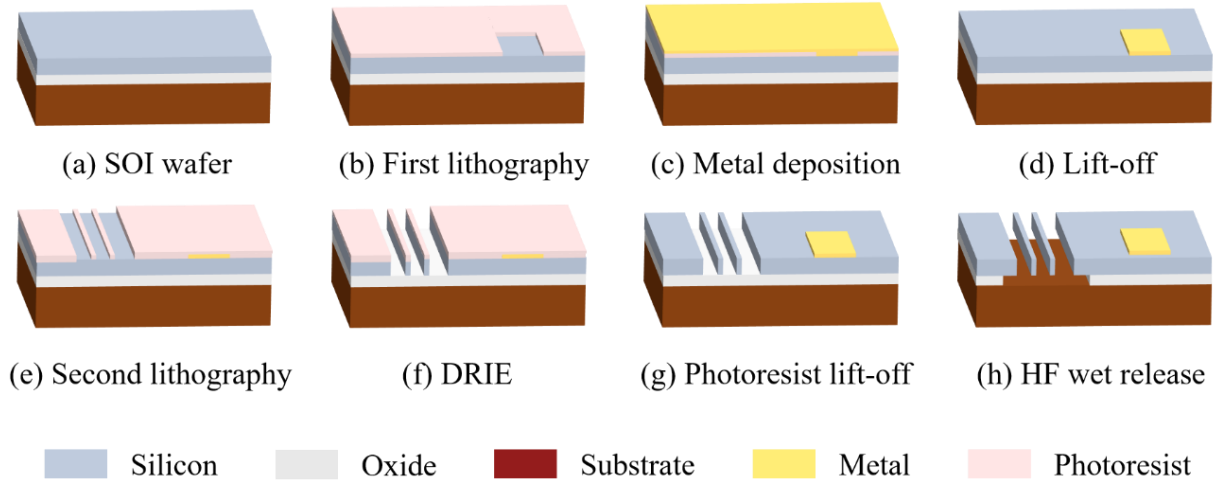 (a) SOI wafer
(b) First lithography
(c) Metal deposition
(d) Lift-off
(e) Second lithography
(f) DRIE
(g) Photoresist lift-off
(h) HF wet release
Silicon
Oxide
Substrate
Metal
Photoresist